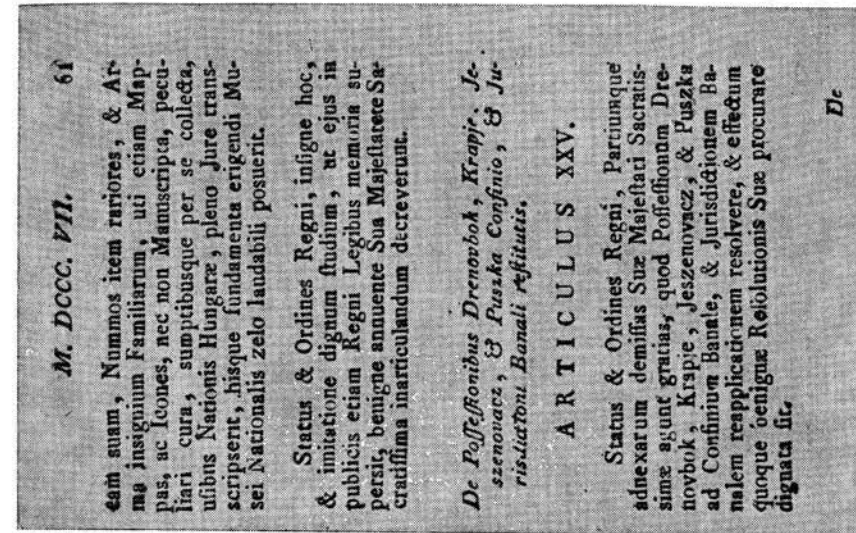 M. DCCC. VII. 61
eam suam, Nummos item rariores, & Ar-
ma insignium Familiarum, uti etiam Map-
pas, ac Icones, nec non Manuscripta, pecu-
liari cura, sumptibusque per se collecta,
usibus Nationis Hungaræ, pleno Jure trans-
scripsent, hisque fundamenta erigendi Mu-
sei Nationalis zelo laudabili posuerit.
Status & Ordines Regni, insigne hoc,
& imitatione dignum studium, ut ejus in
publicis etiam Regni Legibus memoria su-
persit, benigne annuente Sua Majestate Sa-
cratissima inarticulandum decreverunt.
De Possessionibus Drenovbok, Krapje, Je-
szenovacz, & Puszka Confinio, & Ju-
risdictioni Banali restitutis.
ARTICULUS XXV.
Status & Ordines Regni, Partiumque
adnexarum demissas Suæ Majestati Sacratis-
simæ agunt gratias, quod Possessionum Dre-
novbok, Krapje, Jeszenovacz, & Puszka
ad Confinium Banale, & Jurisdictionem Ba-
nalem reapplicationem resolvere, & effectum
quoque benignæ Resolutionis Suæ procurare
dignata sit.
De